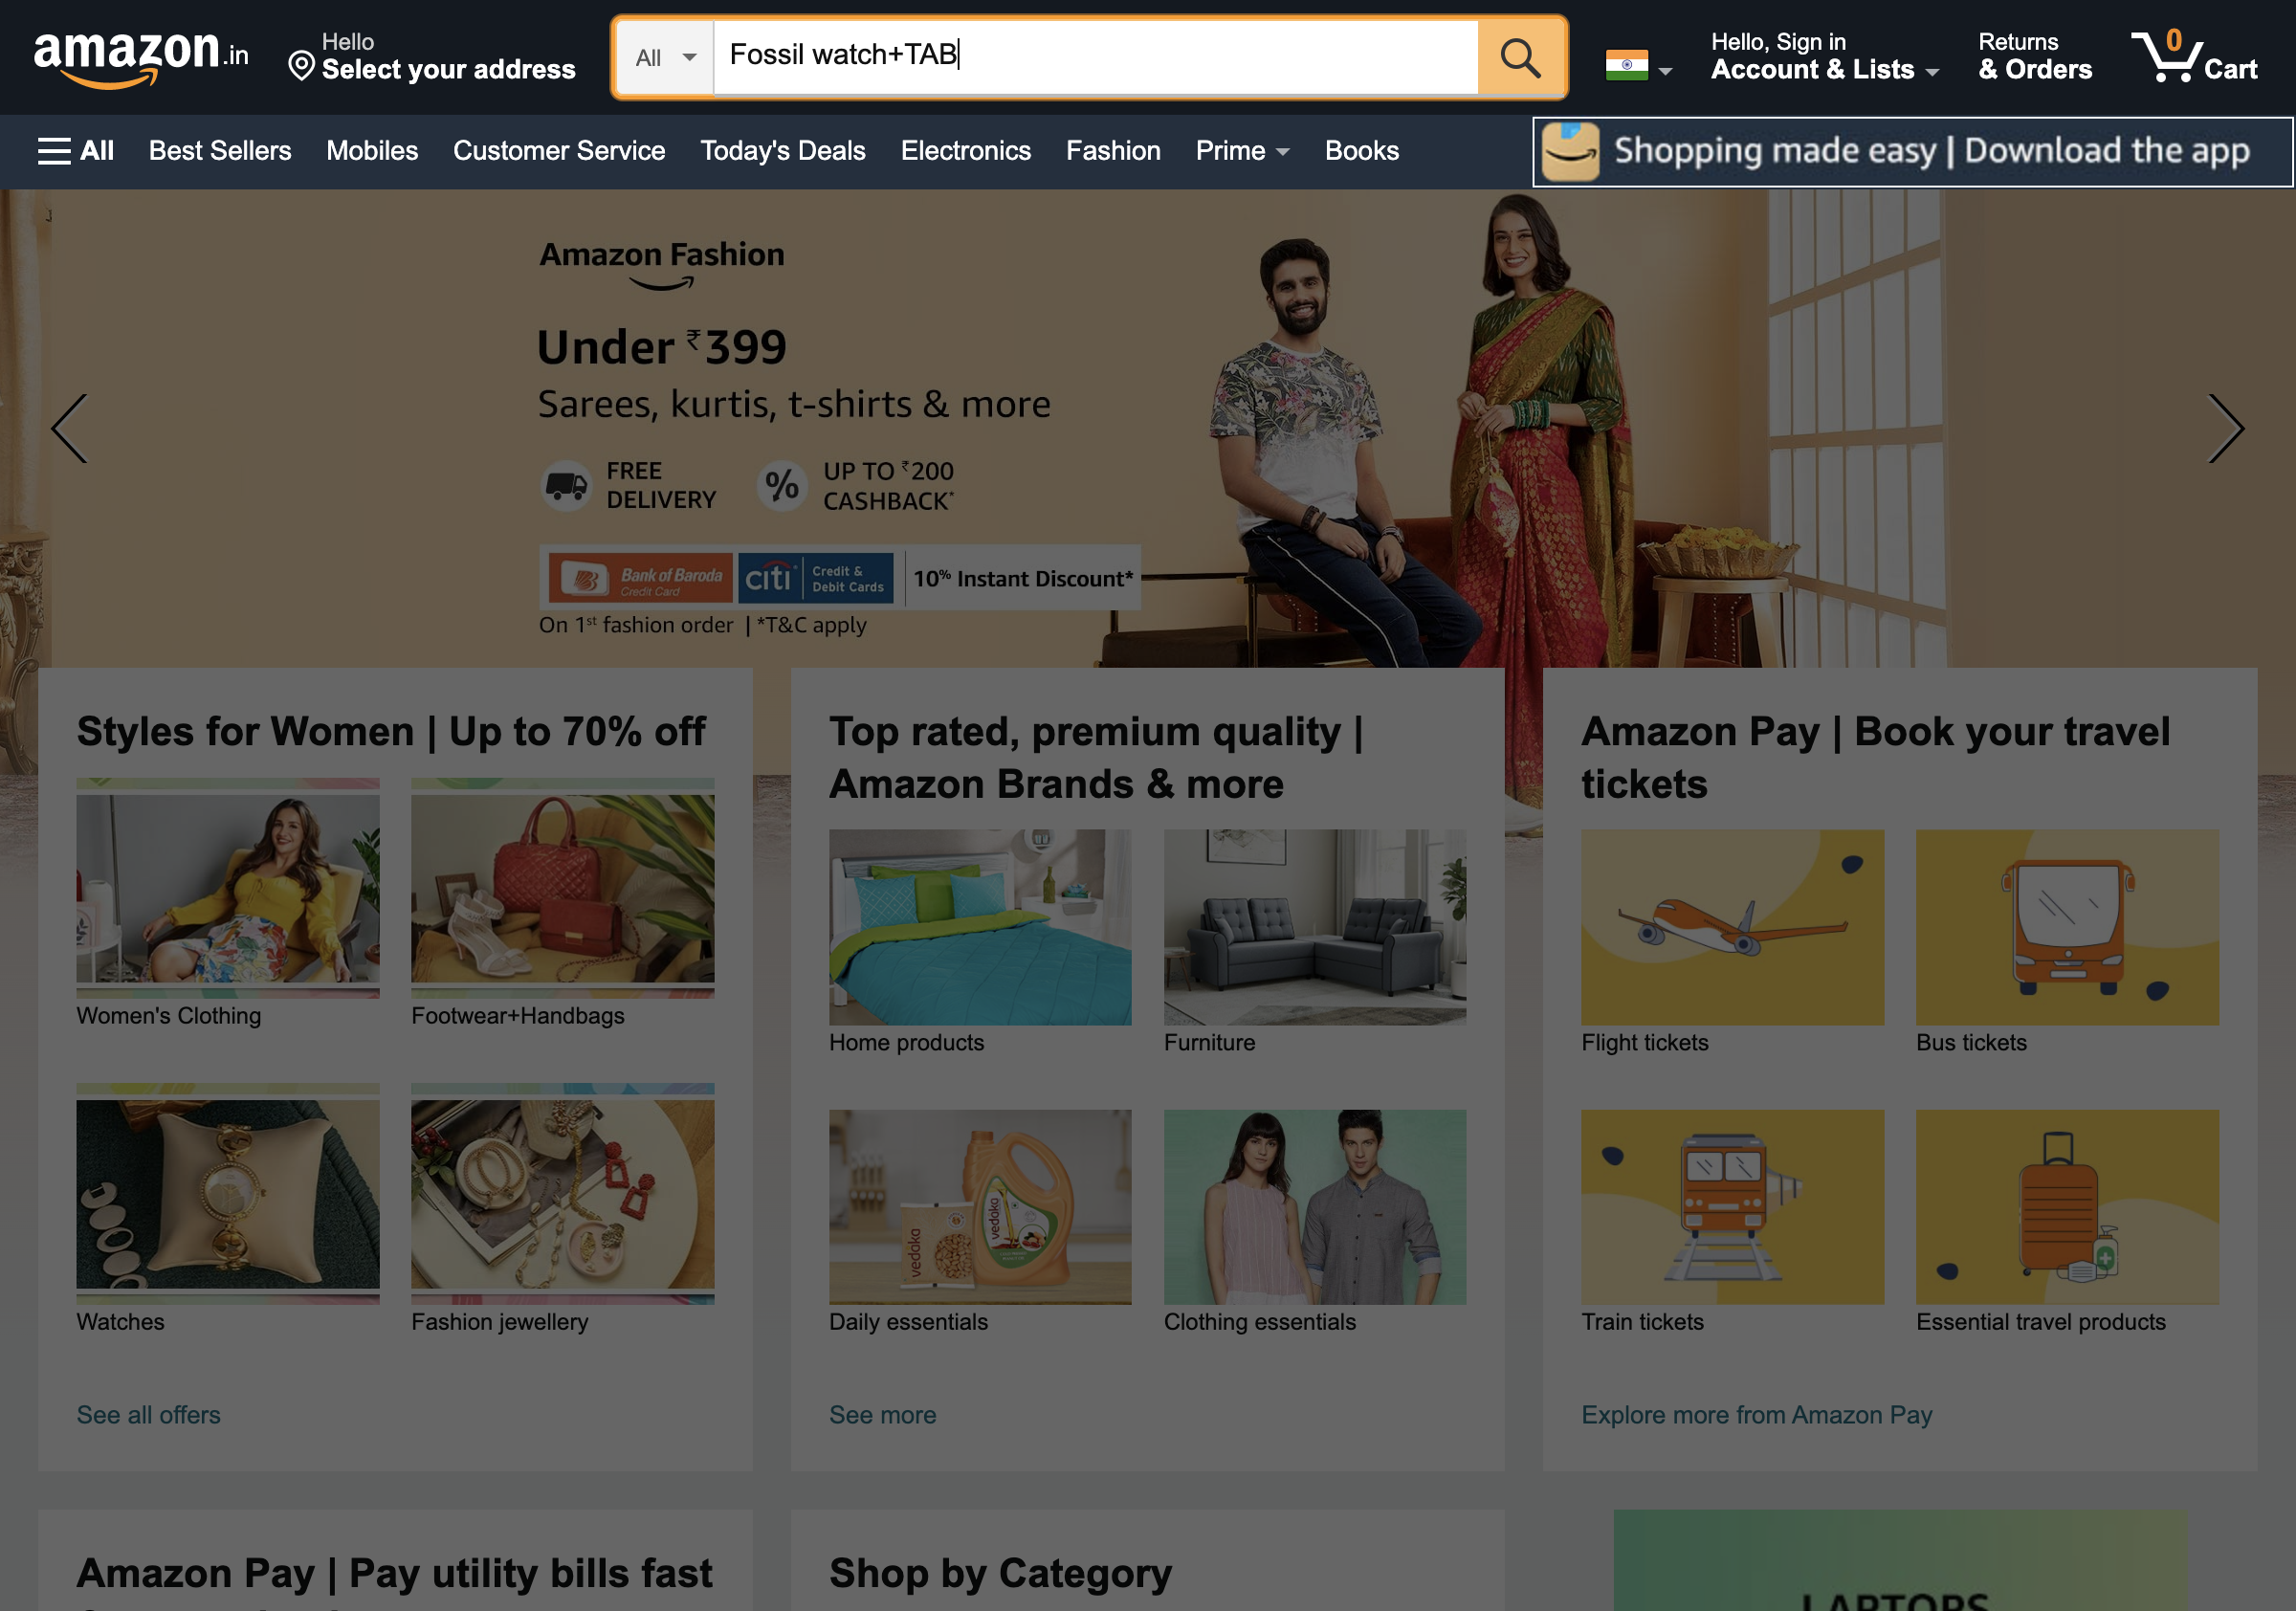 amazon.in
Hello
Select your address
All
Fossil watch+TAB
Hello, Sign in
Account & Lists
Returns
& Orders
0
Cart
All
Best Sellers
Mobiles
Customer Service
Today's Deals
Electronics
Fashion
Prime
Books
Shopping made easy | Download the app
Amazon Fashion
Under ₹399
Sarees, kurtis, t-shirts & more
FREE
DELIVERY
%
UP TO ₹200
CASHBACK*
Bank of Baroda
Credit Card
citi
Credit &
Debit Cards
10% Instant Discount*
On 1st fashion order | *T&C apply
Styles for Women | Up to 70% off
Women's Clothing
Footwear+Handbags
Watches
Fashion jewellery
See all offers
Top rated, premium quality |
Amazon Brands & more
Home products
Furniture
vedaka
vedaka
Daily essentials
Clothing essentials
See more
Amazon Pay | Book your travel
tickets
Flight tickets
Bus tickets
Train tickets
Essential travel products
Explore more from Amazon Pay
Amazon Pay | Pay utility bills fast
Shop by Category
LAPTOPS